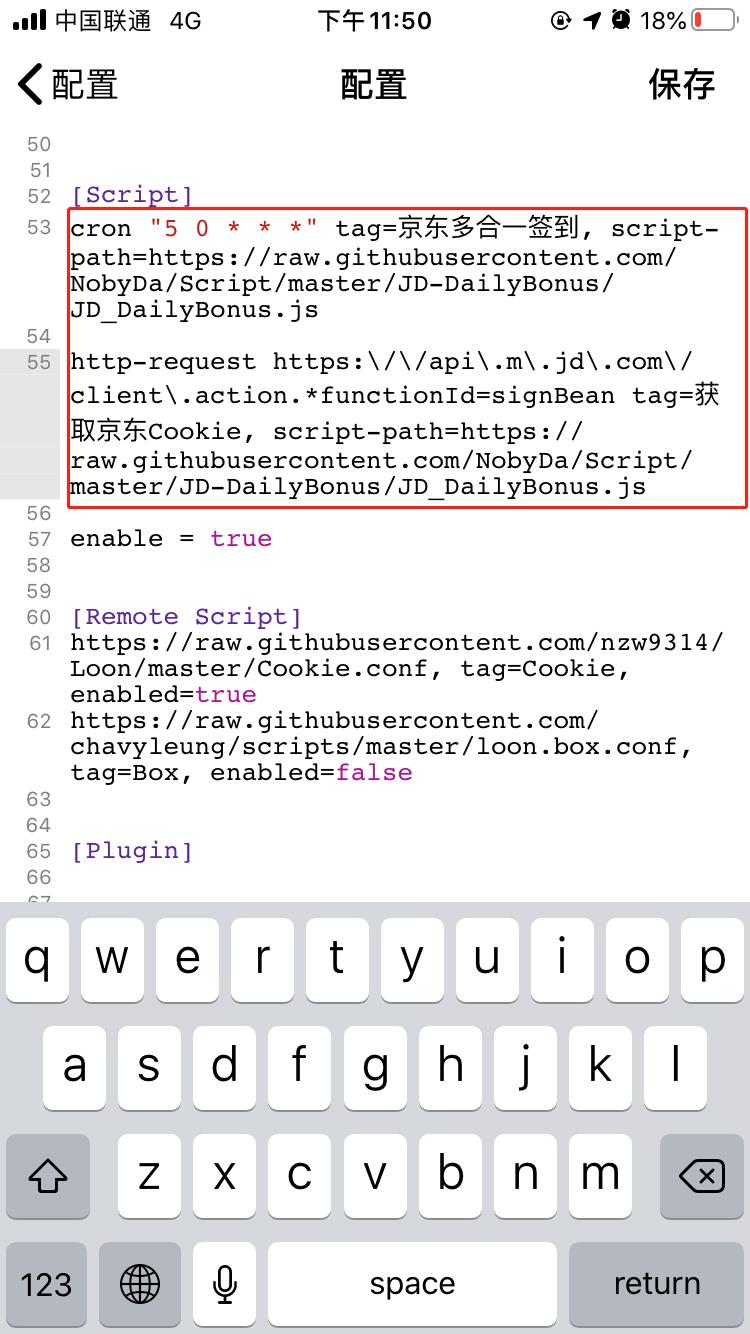 中国联通 4G 下午11:50 18%
配置 配置 保存
50
51
52 [Script]
53 cron "5 0 * * *" tag=京东多合一签到, script-
path=https://raw.githubusercontent.com/
NobyDa/Script/master/JD-DailyBonus/
JD_DailyBonus.js
54
55 http-request https:\/\/api\.m\.jd\.com\/
client\.action.*functionId=signBean tag=获
取京东Cookie, script-path=https://
raw.githubusercontent.com/NobyDa/Script/
master/JD-DailyBonus/JD_DailyBonus.js
56
57 enable = true
58
59
60 [Remote Script]
61 https://raw.githubusercontent.com/nzw9314/
Loon/master/Cookie.conf, tag=Cookie,
enabled=true
62 https://raw.githubusercontent.com/
chavyleung/scripts/master/loon.box.conf,
tag=Box, enabled=false
63
64
65 [Plugin]
66
67
q w e r t y u i o p
a s d f g h j k l
z x c v b n m
123 space return